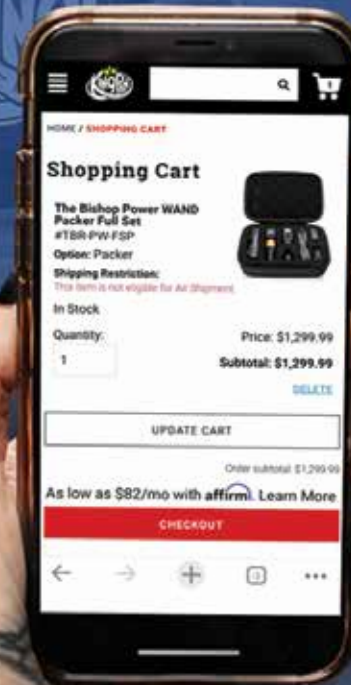 Kingpin
1
HOME / SHOPPING CART
Shopping Cart
The Bishop Power WAND
Packer Full Set
#TBR-PW-FSP
Option: Packer
Shipping Restriction:
This item is not eligible for Air Shipment
In Stock
Quantity:
1
Price: $1,299.99
Subtotal: $1,299.99
DELETE
UPDATE CART
Order subtotal: $1,299.99
As low as $82/mo with affirm. Learn More
CHECKOUT